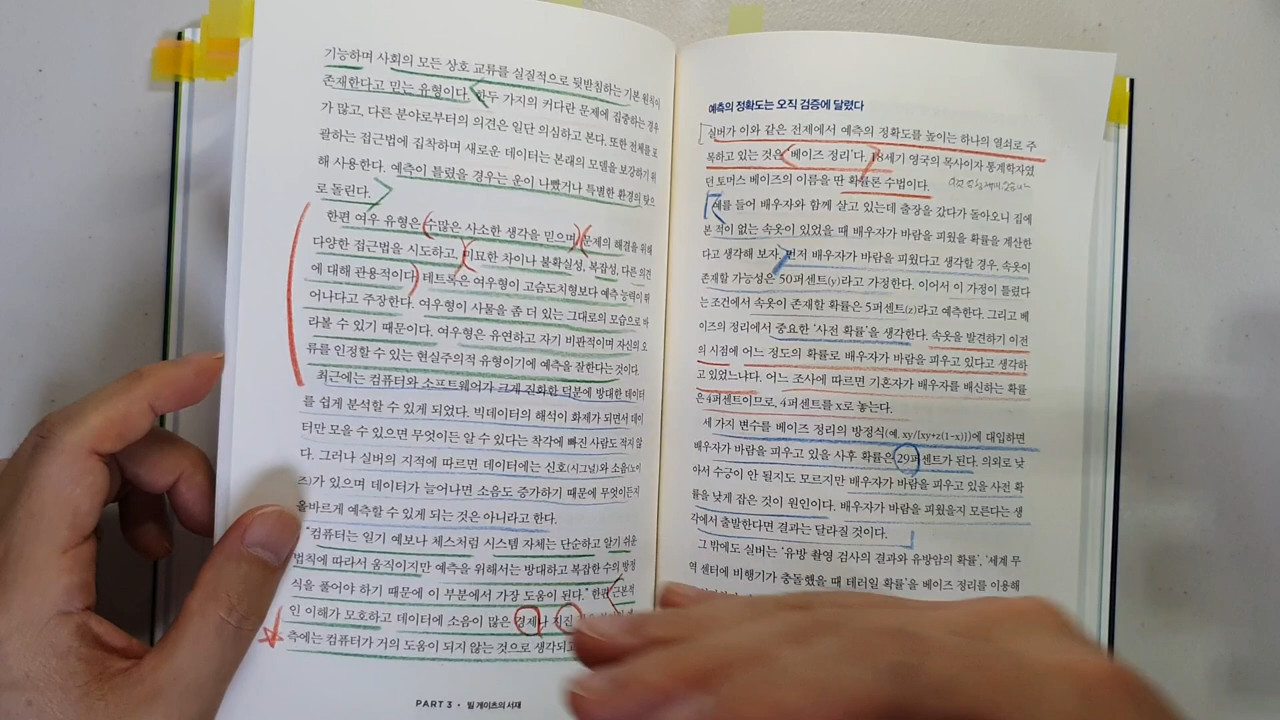 기능하며 사회의 모든 상호 교류를 실질적으로 뒷받침하는 기본 원칙이
존재한다고 믿는 유형이다. 한두 가지의 커다란 문제에 집중하는 경우
가 많고, 다른 분야로부터의 의견은 일단 의심하고 본다. 또한 전체를 포
괄하는 접근법에 집착하며 새로운 데이터는 본래의 모델을 보강하기 위
해 사용한다. 예측이 틀렸을 경우는 운이 나빴거나 특별한 환경의 탓으
로 돌린다.
한편 여우 유형은 수많은 사소한 생각을 믿으며 문제의 해결을 위해
다양한 접근법을 시도하고, 미묘한 차이나 불확실성, 복잡성, 다른 의견
에 대해 관용적이다. 테트록은 여우형이 고슴도치형보다 예측 능력이 뛰
어나다고 주장한다. 여우형이 사물을 좀 더 있는 그대로의 모습으로 바
라볼 수 있기 때문이다. 여우형은 유연하고 자기 비판적이며 자신의 오
류를 인정할 수 있는 현실주의적 유형이기에 예측을 잘한다는 것이다.
최근에는 컴퓨터와 소프트웨어가 크게 진화한 덕분에 방대한 데이터
를 쉽게 분석할 수 있게 되었다. 빅데이터의 해석이 화제가 되면서 데이
터만 모을 수 있으면 무엇이든 알 수 있다는 착각에 빠진 사람도 적지 않
다. 그러나 실버의 지적에 따르면 데이터에는 신호(시그널)와 소음(노이
즈)가 있으며 데이터가 늘어나면 소음도 증가하기 때문에 무엇이든지
올바르게 예측할 수 있게 되는 것은 아니라고 한다.
"컴퓨터는 일기 예보나 체스처럼 시스템 자체는 단순하고 알기 쉬운
법칙에 따라서 움직이지만 예측을 위해서는 방대하고 복잡한 수의 방정
식을 풀어야 하기 때문에 이 부분에서 가장 도움이 된다." 한편 근본적
인 이해가 모호하고 데이터에 소음이 많은 경제나 지진
측에는 컴퓨터가 거의 도움이 되지 않는 것으로 생각되고
PART 3 · 빌 게이츠의 서재
예측의 정확도는 오직 검증에 달렸다
실버가 이와 같은 전제에서 예측의 정확도를 높이는 하나의 열쇠로 주
목하고 있는 것은 '베이즈 정리'다. 18세기 영국의 목사이자 통계학자였
던 토머스 베이즈의 이름을 딴 확률론 수법이다.
예를 들어 배우자와 함께 살고 있는데 출장을 갔다가 돌아오니 집에
본 적이 없는 속옷이 있었을 때 배우자가 바람을 피웠을 확률을 계산한
다고 생각해 보자. 먼저 배우자가 바람을 피웠다고 생각할 경우, 속옷이
존재할 가능성은 50퍼센트(y)라고 가정한다. 이어서 이 가정이 틀렸다
는 조건에서 속옷이 존재할 확률은 5퍼센트(z)라고 예측한다. 그리고 베
이즈의 정리에서 중요한 '사전 확률'을 생각한다. 속옷을 발견하기 이전
의 시점에 어느 정도의 확률로 배우자가 바람을 피우고 있다고 생각하
고 있었느냐다. 어느 조사에 따르면 기혼자가 배우자를 배신하는 확률
은 4퍼센트이므로, 4퍼센트를 x로 놓는다.
세 가지 변수를 베이즈 정리의 방정식(예, xy/[xy+z(1-x)])에 대입하면
배우자가 바람을 피우고 있을 사후 확률은 29퍼센트가 된다. 의외로 낮
아서 수긍이 안 될지도 모르지만 배우자가 바람을 피우고 있을 사전 확
률을 낮게 잡은 것이 원인이다. 배우자가 바람을 피울지 모른다는 생
각에서 출발한다면 결과는 달라질 것이다.
그 밖에도 실버는 '유방 촬영 검사의 결과와 유방암의 확률', '세계 무
역 센터에 비행기가 충돌했을 때 테러일 확률'을 베이즈 정리를 이용해